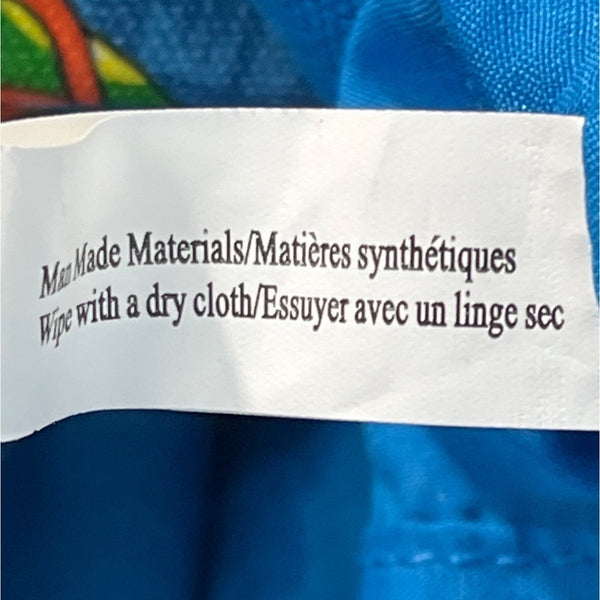 Man Made Materials/Matières synthétiques
Wipe with a dry cloth/Essuyer avec un linge sec